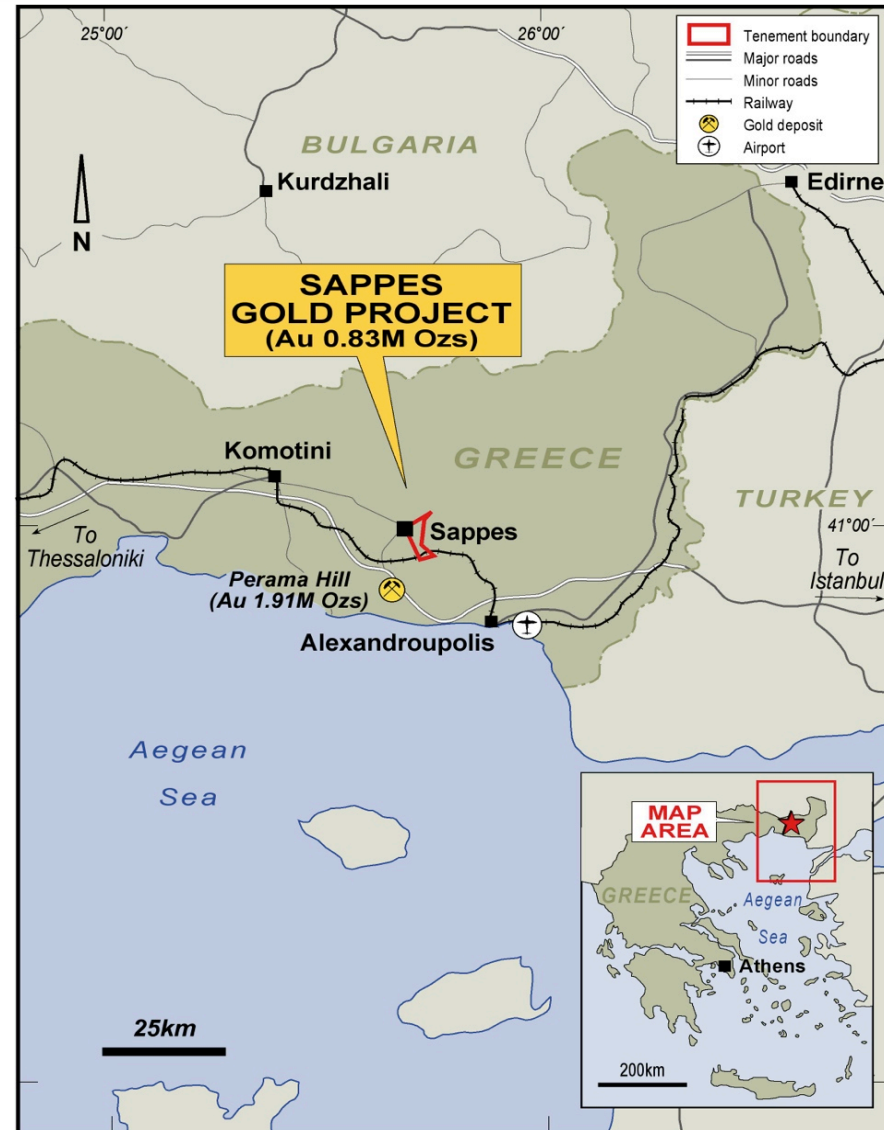 25°00´
26°00´
Tenement boundary
Major roads
Minor roads
Railway
Gold deposit
Airport
BULGARIA
Kurdzhali
Edirne
N
SAPPES
GOLD PROJECT
(Au 0.83M Ozs)
Komotini
GREECE
TURKEY
Sappes
41°00´
To
Thessaloniki
To
Istanbul
Perama Hill
(Au 1.91M Ozs)
Alexandroupolis
Aegean
Sea
MAP
AREA
GREECE
Aegean
Sea
Athens
25km
200km